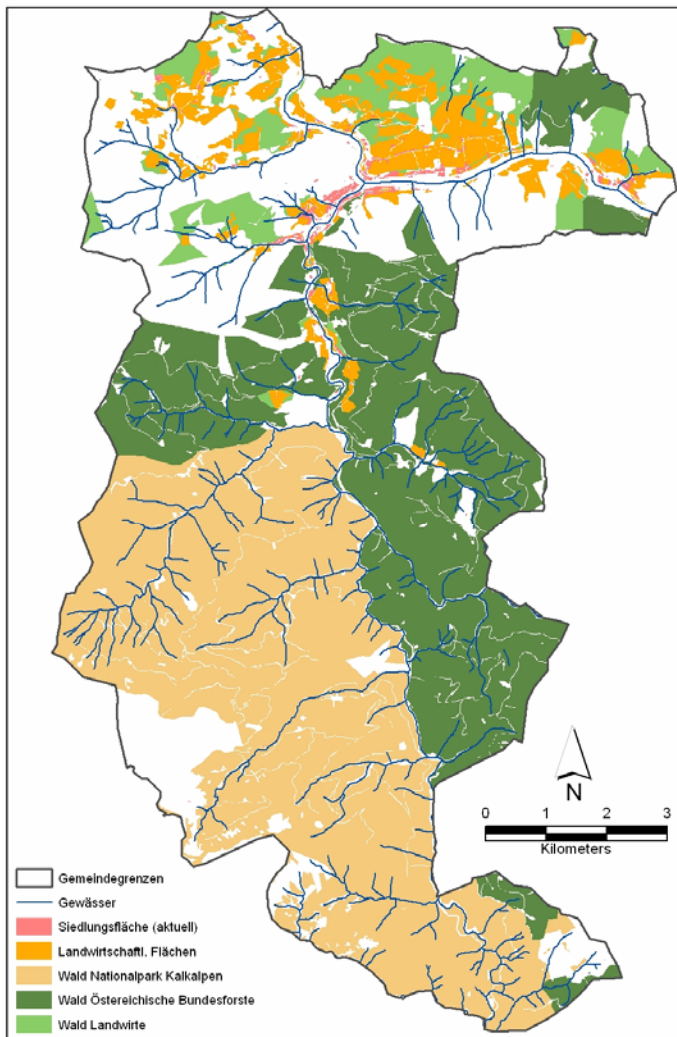 N
0 1 2 3
Kilometers
Gemeindegrenzen
Gewässer
Siedlungsfläche (aktuell)
Landwirtschaftl. Flächen
Wald Nationalpark Kalkalpen
Wald Östereichische Bundesforste
Wald Landwirte